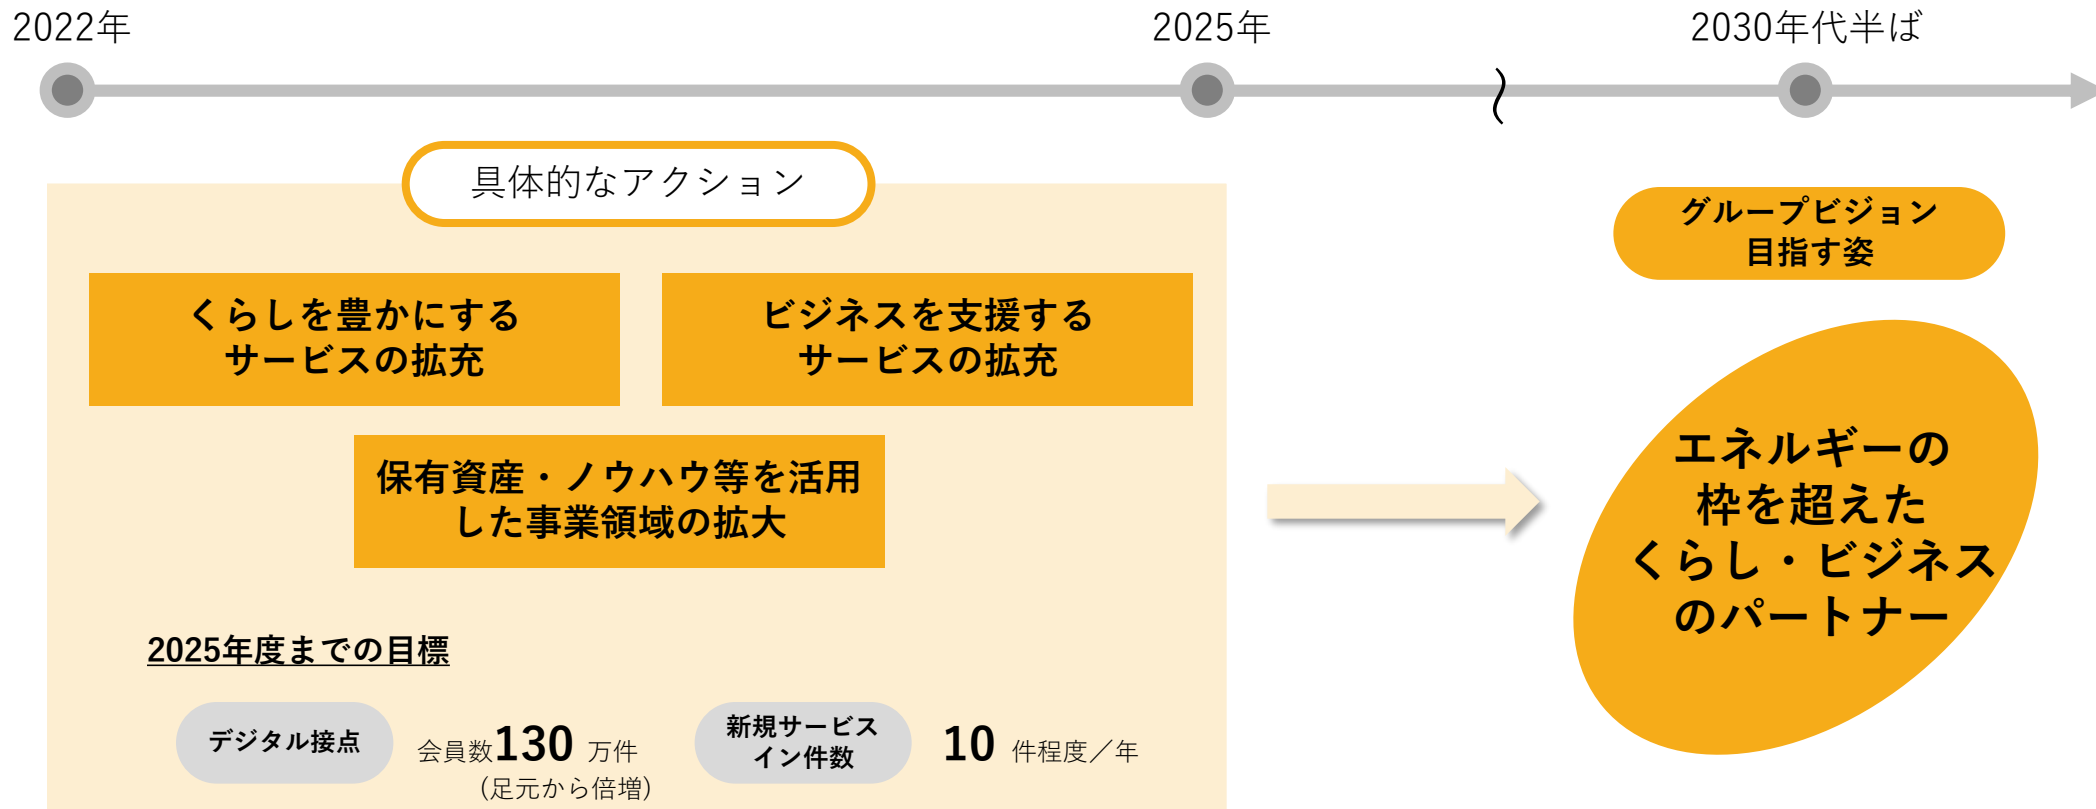 2022年
2025年
2030年代半ば
具体的なアクション
くらしを豊かにする
サービスの拡充
ビジネスを支援する
サービスの拡充
保有資産・ノウハウ等を活用
した事業領域の拡大
2025年度までの目標
デジタル接点
会員数130 万件
(足元から倍増)
新規サービス
イン件数
10 件程度／年
グループビジョン
目指す姿
エネルギーの
枠を超えた
くらし・ビジネス
のパートナー